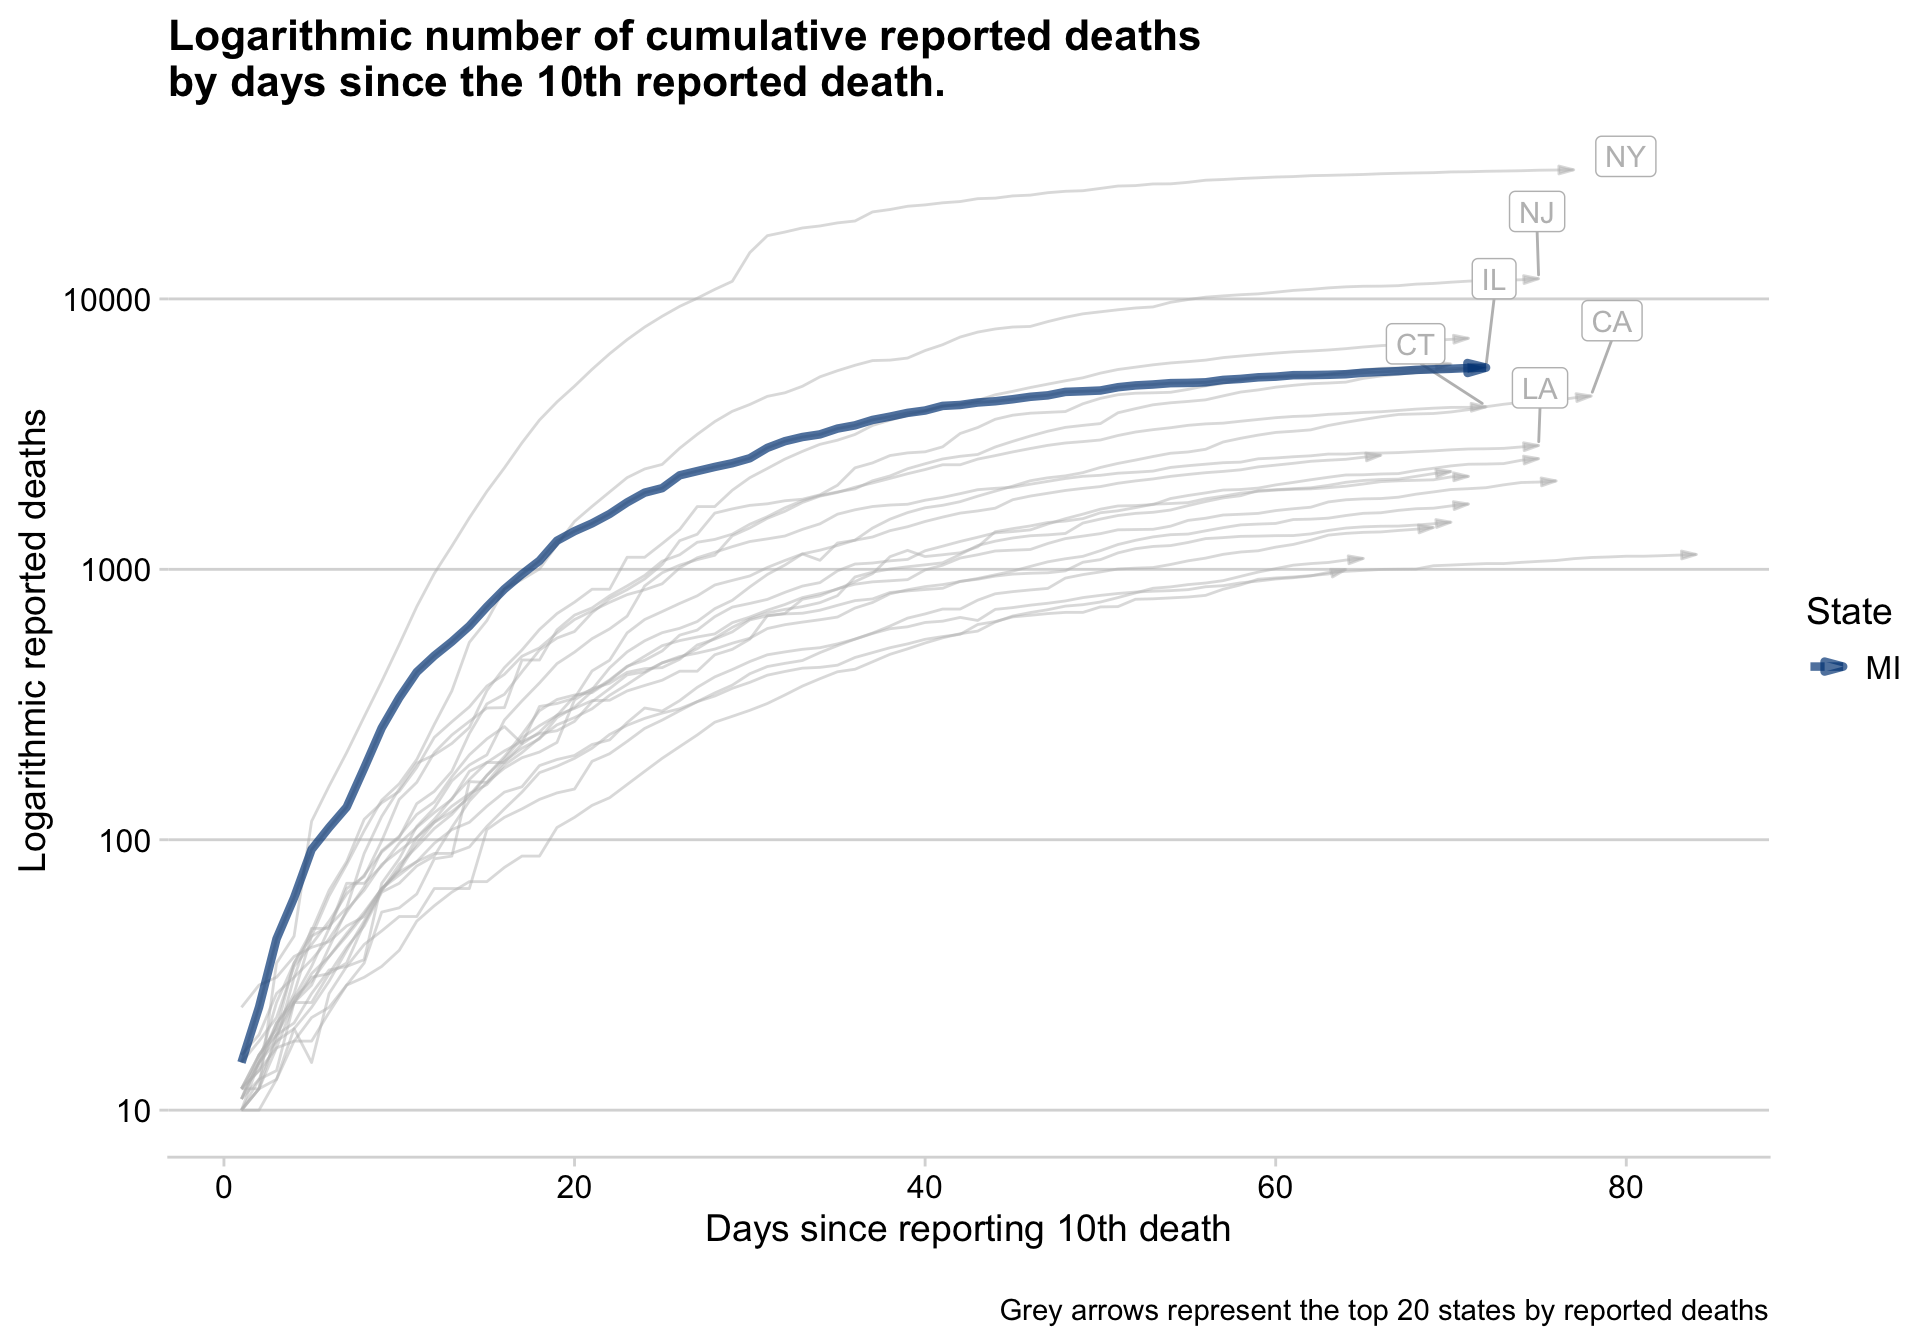 Logarithmic number of cumulative reported deaths
by days since the 10th reported death.
NY
NJ
IL
CA
CT
LA
10000
1000
100
10
Logarithmic reported deaths
0 20 40 60 80
Days since reporting 10th death
State
MI
Grey arrows represent the top 20 states by reported deaths